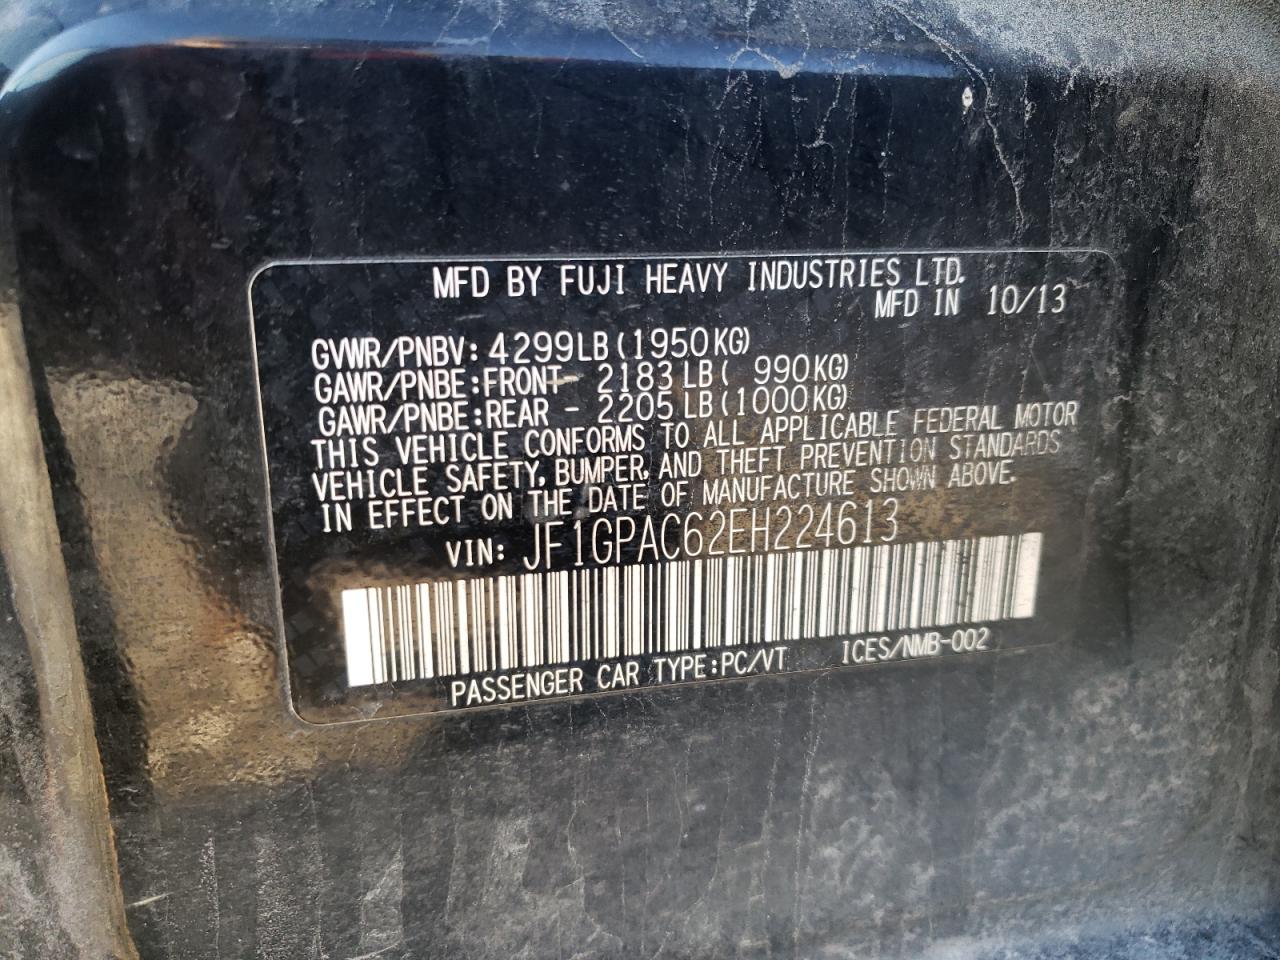 MFD BY FUJI HEAVY INDUSTRIES LTD.
MFD IN 10/13
GVWR/PNBV: 4299LB (1950KG)
GAWR/PNBE:FRONT- 2183 LB ( 990KG)
GAWR/PNBE:REAR - 2205 LB (1000KG)
THIS VEHICLE CONFORMS TO ALL APPLICABLE FEDERAL MOTOR
VEHICLE SAFETY, BUMPER, AND THEFT PREVENTION STANDARDS
IN EFFECT ON THE DATE OF MANUFACTURE SHOWN ABOVE.
VIN: JF1GPAC62EH224613
PASSENGER CAR TYPE:PC/VT ICES/NMB-002